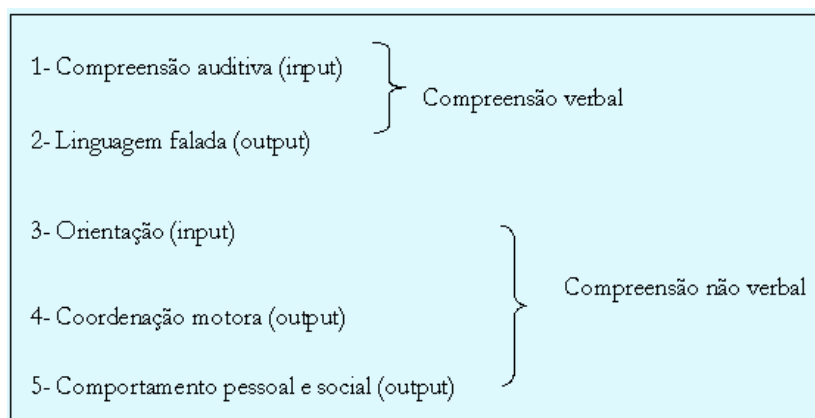 1- Compreensão auditiva (input)
Compreensão verbal
2- Linguagem falada (output)
3- Orientação (input)
Compreensão não verbal
4- Coordenação motora (output)
5- Comportamento pessoal e social (output)